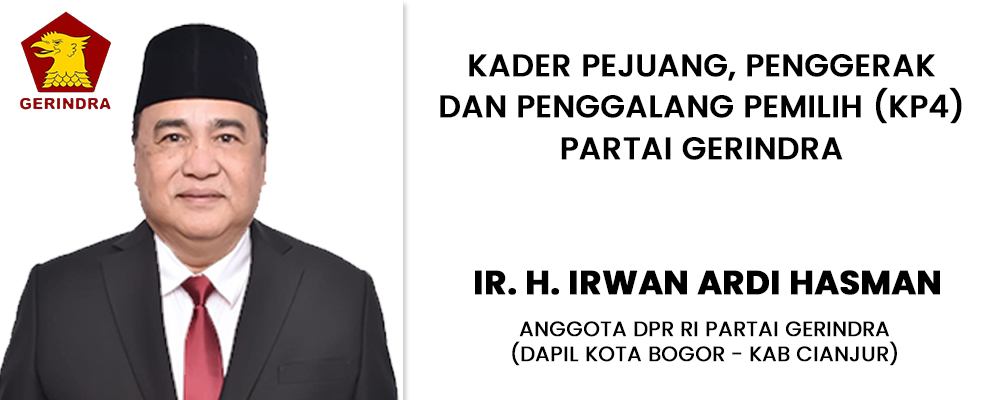 GERINDRA
KADER PEJUANG, PENGGERAK
DAN PENGGALANG PEMILIH (KP4)
PARTAI GERINDRA
IR. H. IRWAN ARDI HASMAN
ANGGOTA DPR RI PARTAI GERINDRA
(DAPIL KOTA BOGOR - KAB CIANJUR)